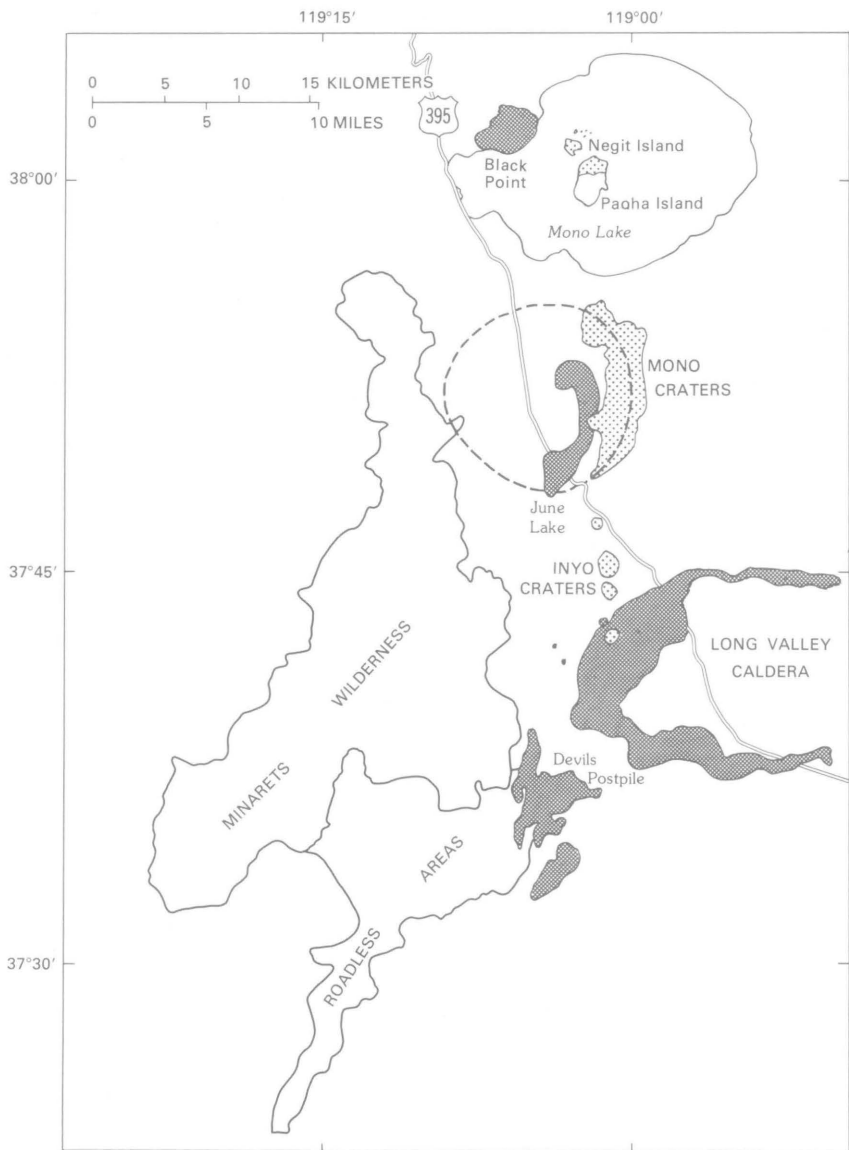 119°15' 119°00'
0 5 10 15 KILOMETERS
0 5 10 MILES
395
Black
Point
Negit Island
Paoha Island
Mono Lake
38°00'
MONO
CRATERS
June
Lake
37°45'
INYO
CRATERS
LONG VALLEY
CALDERA
WILDERNESS
MINARETS
Devils
Postpile
AREAS
ROADLESS
37°30'